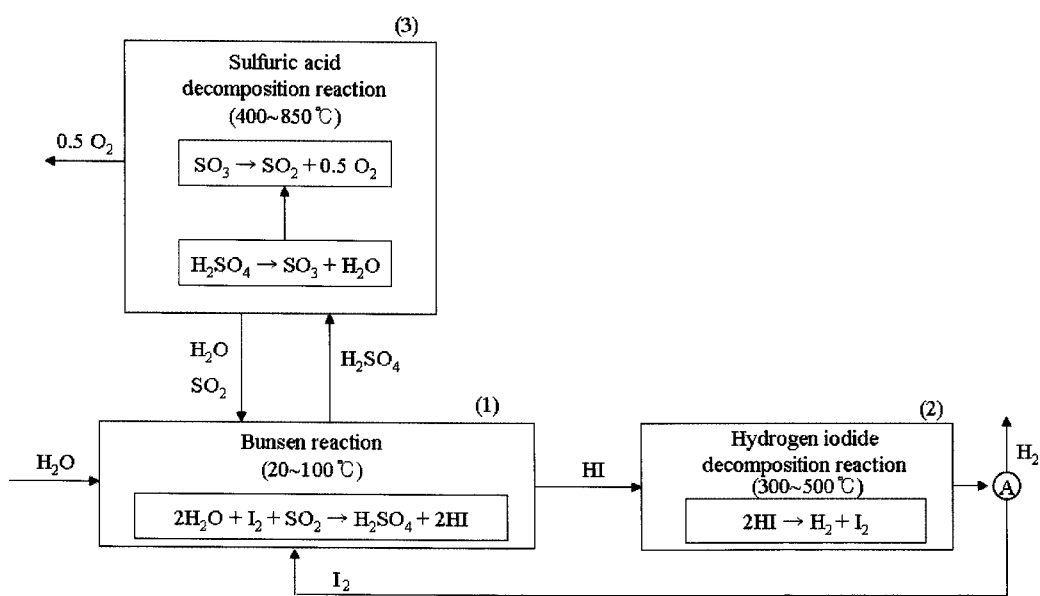 (3)
Sulfuric acid
decomposition reaction
(400~850℃)
0.5 O₂
SO₃ → SO₂ + 0.5 O₂
H₂SO₄ → SO₃ + H₂O
H₂O
SO₂
H₂SO₄
(1)
Bunsen reaction
(20~100℃)
H₂O
2H₂O + I₂ + SO₂ → H₂SO₄ + 2HI
HI
(2)
Hydrogen iodide
decomposition reaction
(300~500℃)
2HI → H₂ + I₂
H₂
A
I₂